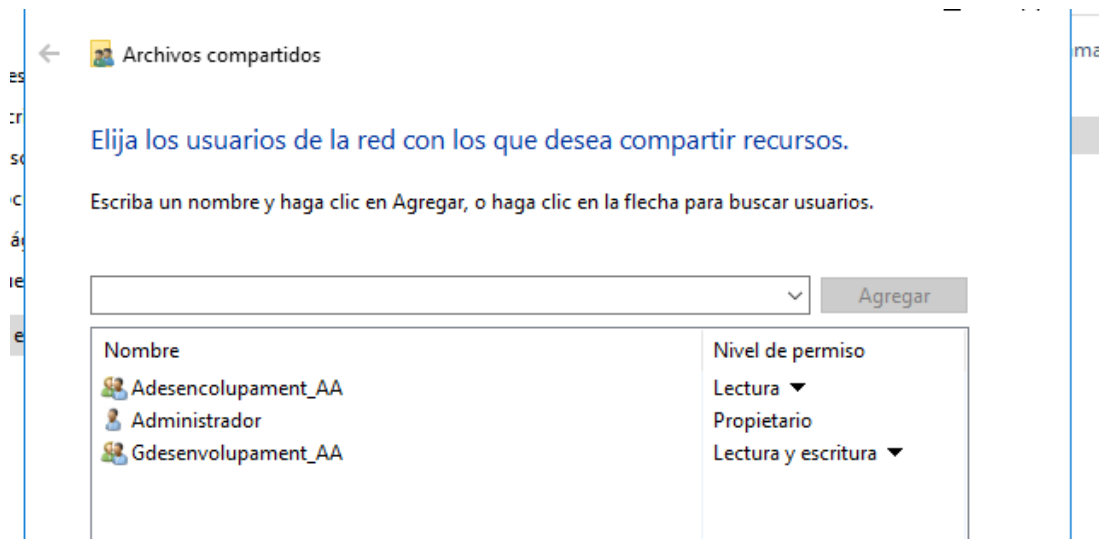 Archivos compartidos
Elija los usuarios de la red con los que desea compartir recursos.
Escriba un nombre y haga clic en Agregar, o haga clic en la flecha para buscar usuarios.
Agregar
Nombre Nivel de permiso
Adesencolupament_AA Lectura
Administrador Propietario
Gdesenvolupament_AA Lectura y escritura